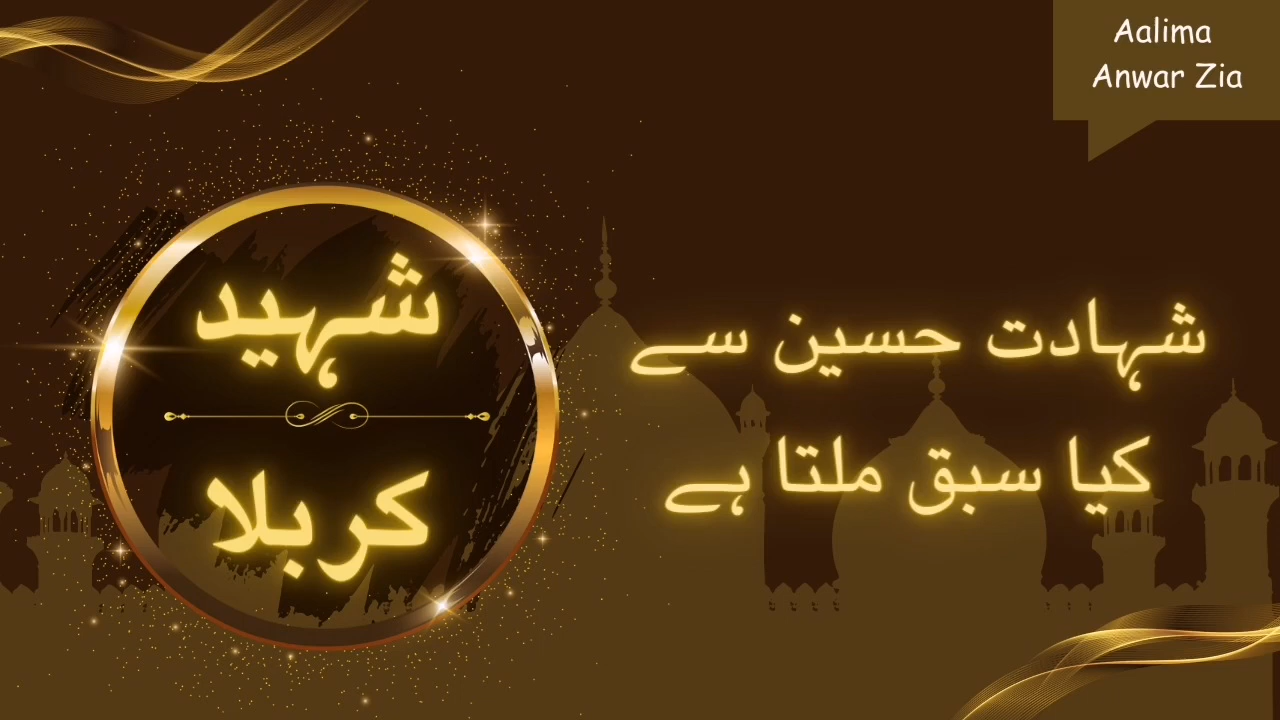 Aalima
Anwar Zia
شہید
کربلا
شہادت حسین سے
کیا سبق ملتا ہے